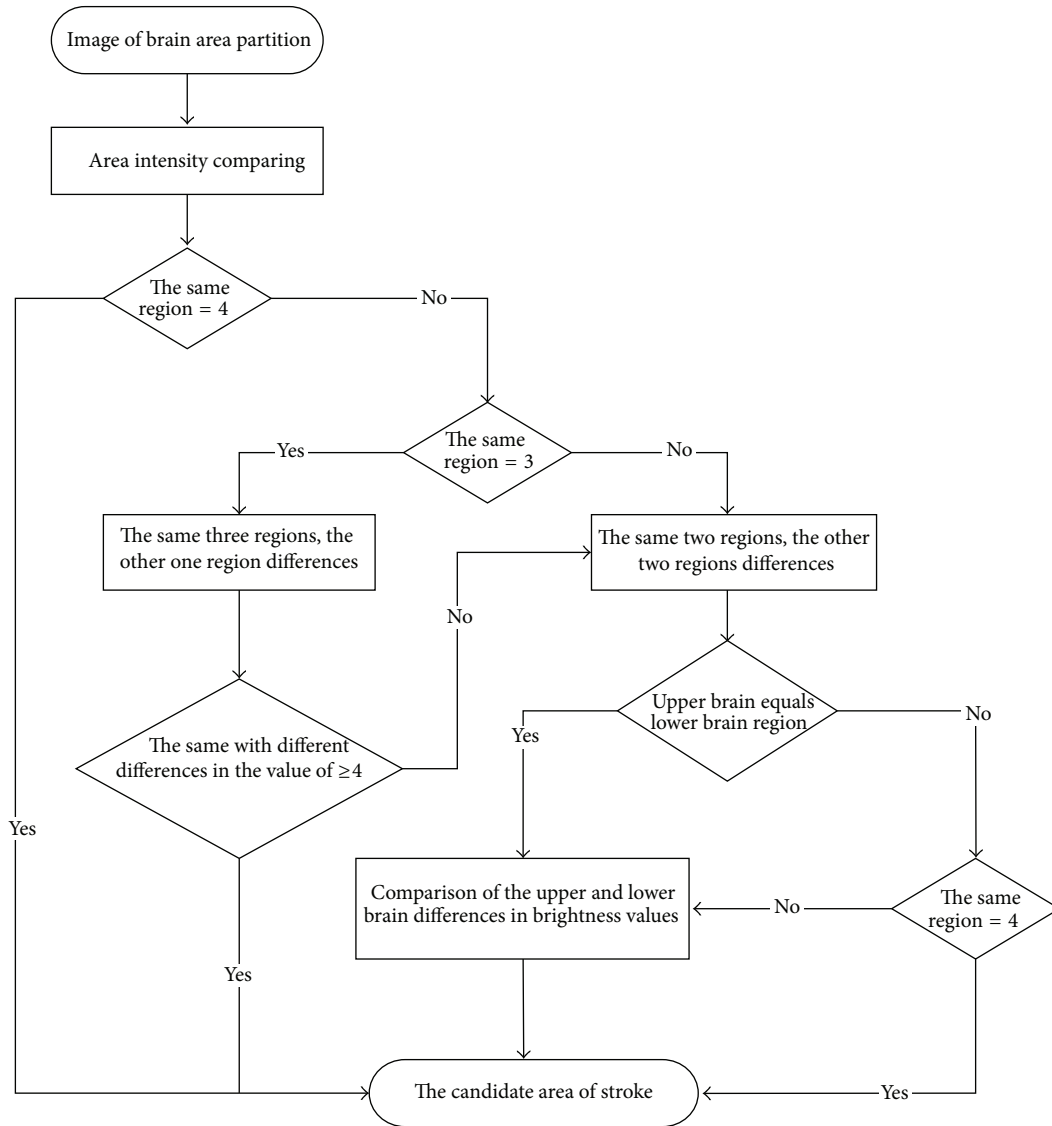 Image of brain area partition
Area intensity comparing
The same
region = 4
No
The same
region = 3
Yes
No
The same three regions, the
other one region differences
The same two regions, the other
two regions differences
No
Upper brain equals
lower brain region
Yes
No
The same with different
differences in the value of ≥4
Yes
Comparison of the upper and lower
brain differences in brightness values
No
The same
region = 4
Yes
The candidate area of stroke
Yes